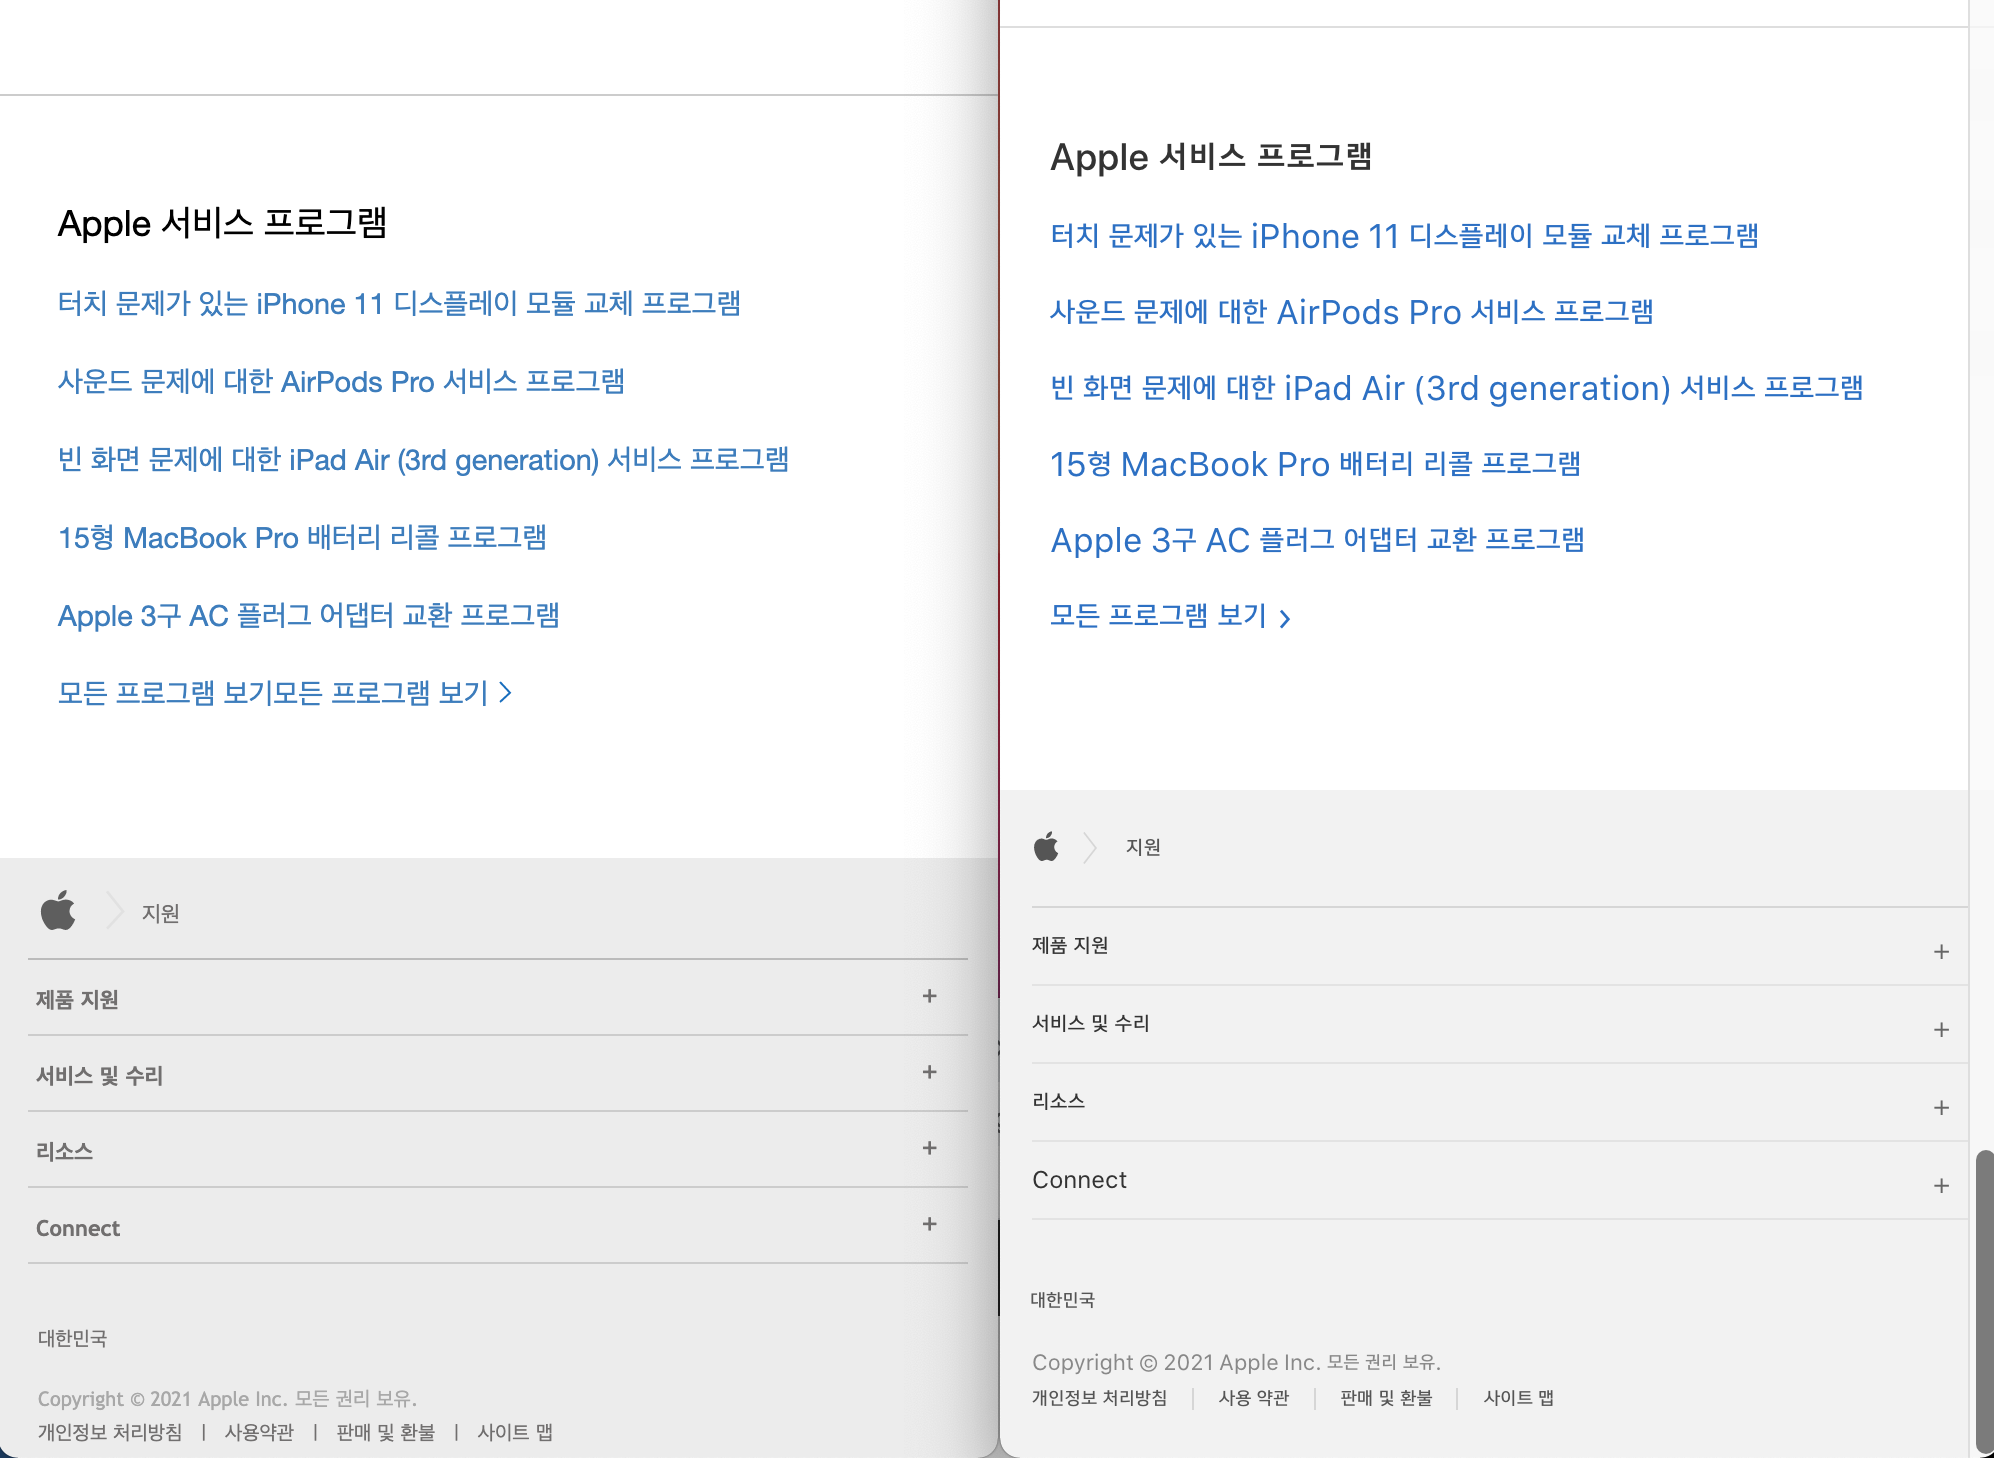 Apple 서비스 프로그램
터치 문제가 있는 iPhone 11 디스플레이 모듈 교체 프로그램
사운드 문제에 대한 AirPods Pro 서비스 프로그램
빈 화면 문제에 대한 iPad Air (3rd generation) 서비스 프로그램
15형 MacBook Pro 배터리 리콜 프로그램
Apple 3구 AC 플러그 어댑터 교환 프로그램
모든 프로그램 보기모든 프로그램 보기 >
지원
제품 지원 +
서비스 및 수리 +
리소스 +
Connect +
대한민국
Copyright © 2021 Apple Inc. 모든 권리 보유.
개인정보 처리방침 | 사용약관 | 판매 및 환불 | 사이트 맵
Apple 서비스 프로그램
터치 문제가 있는 iPhone 11 디스플레이 모듈 교체 프로그램
사운드 문제에 대한 AirPods Pro 서비스 프로그램
빈 화면 문제에 대한 iPad Air (3rd generation) 서비스 프로그램
15형 MacBook Pro 배터리 리콜 프로그램
Apple 3구 AC 플러그 어댑터 교환 프로그램
모든 프로그램 보기 >
지원
제품 지원 +
서비스 및 수리 +
리소스 +
Connect +
대한민국
Copyright © 2021 Apple Inc. 모든 권리 보유.
개인정보 처리방침 | 사용 약관 | 판매 및 환불 | 사이트 맵